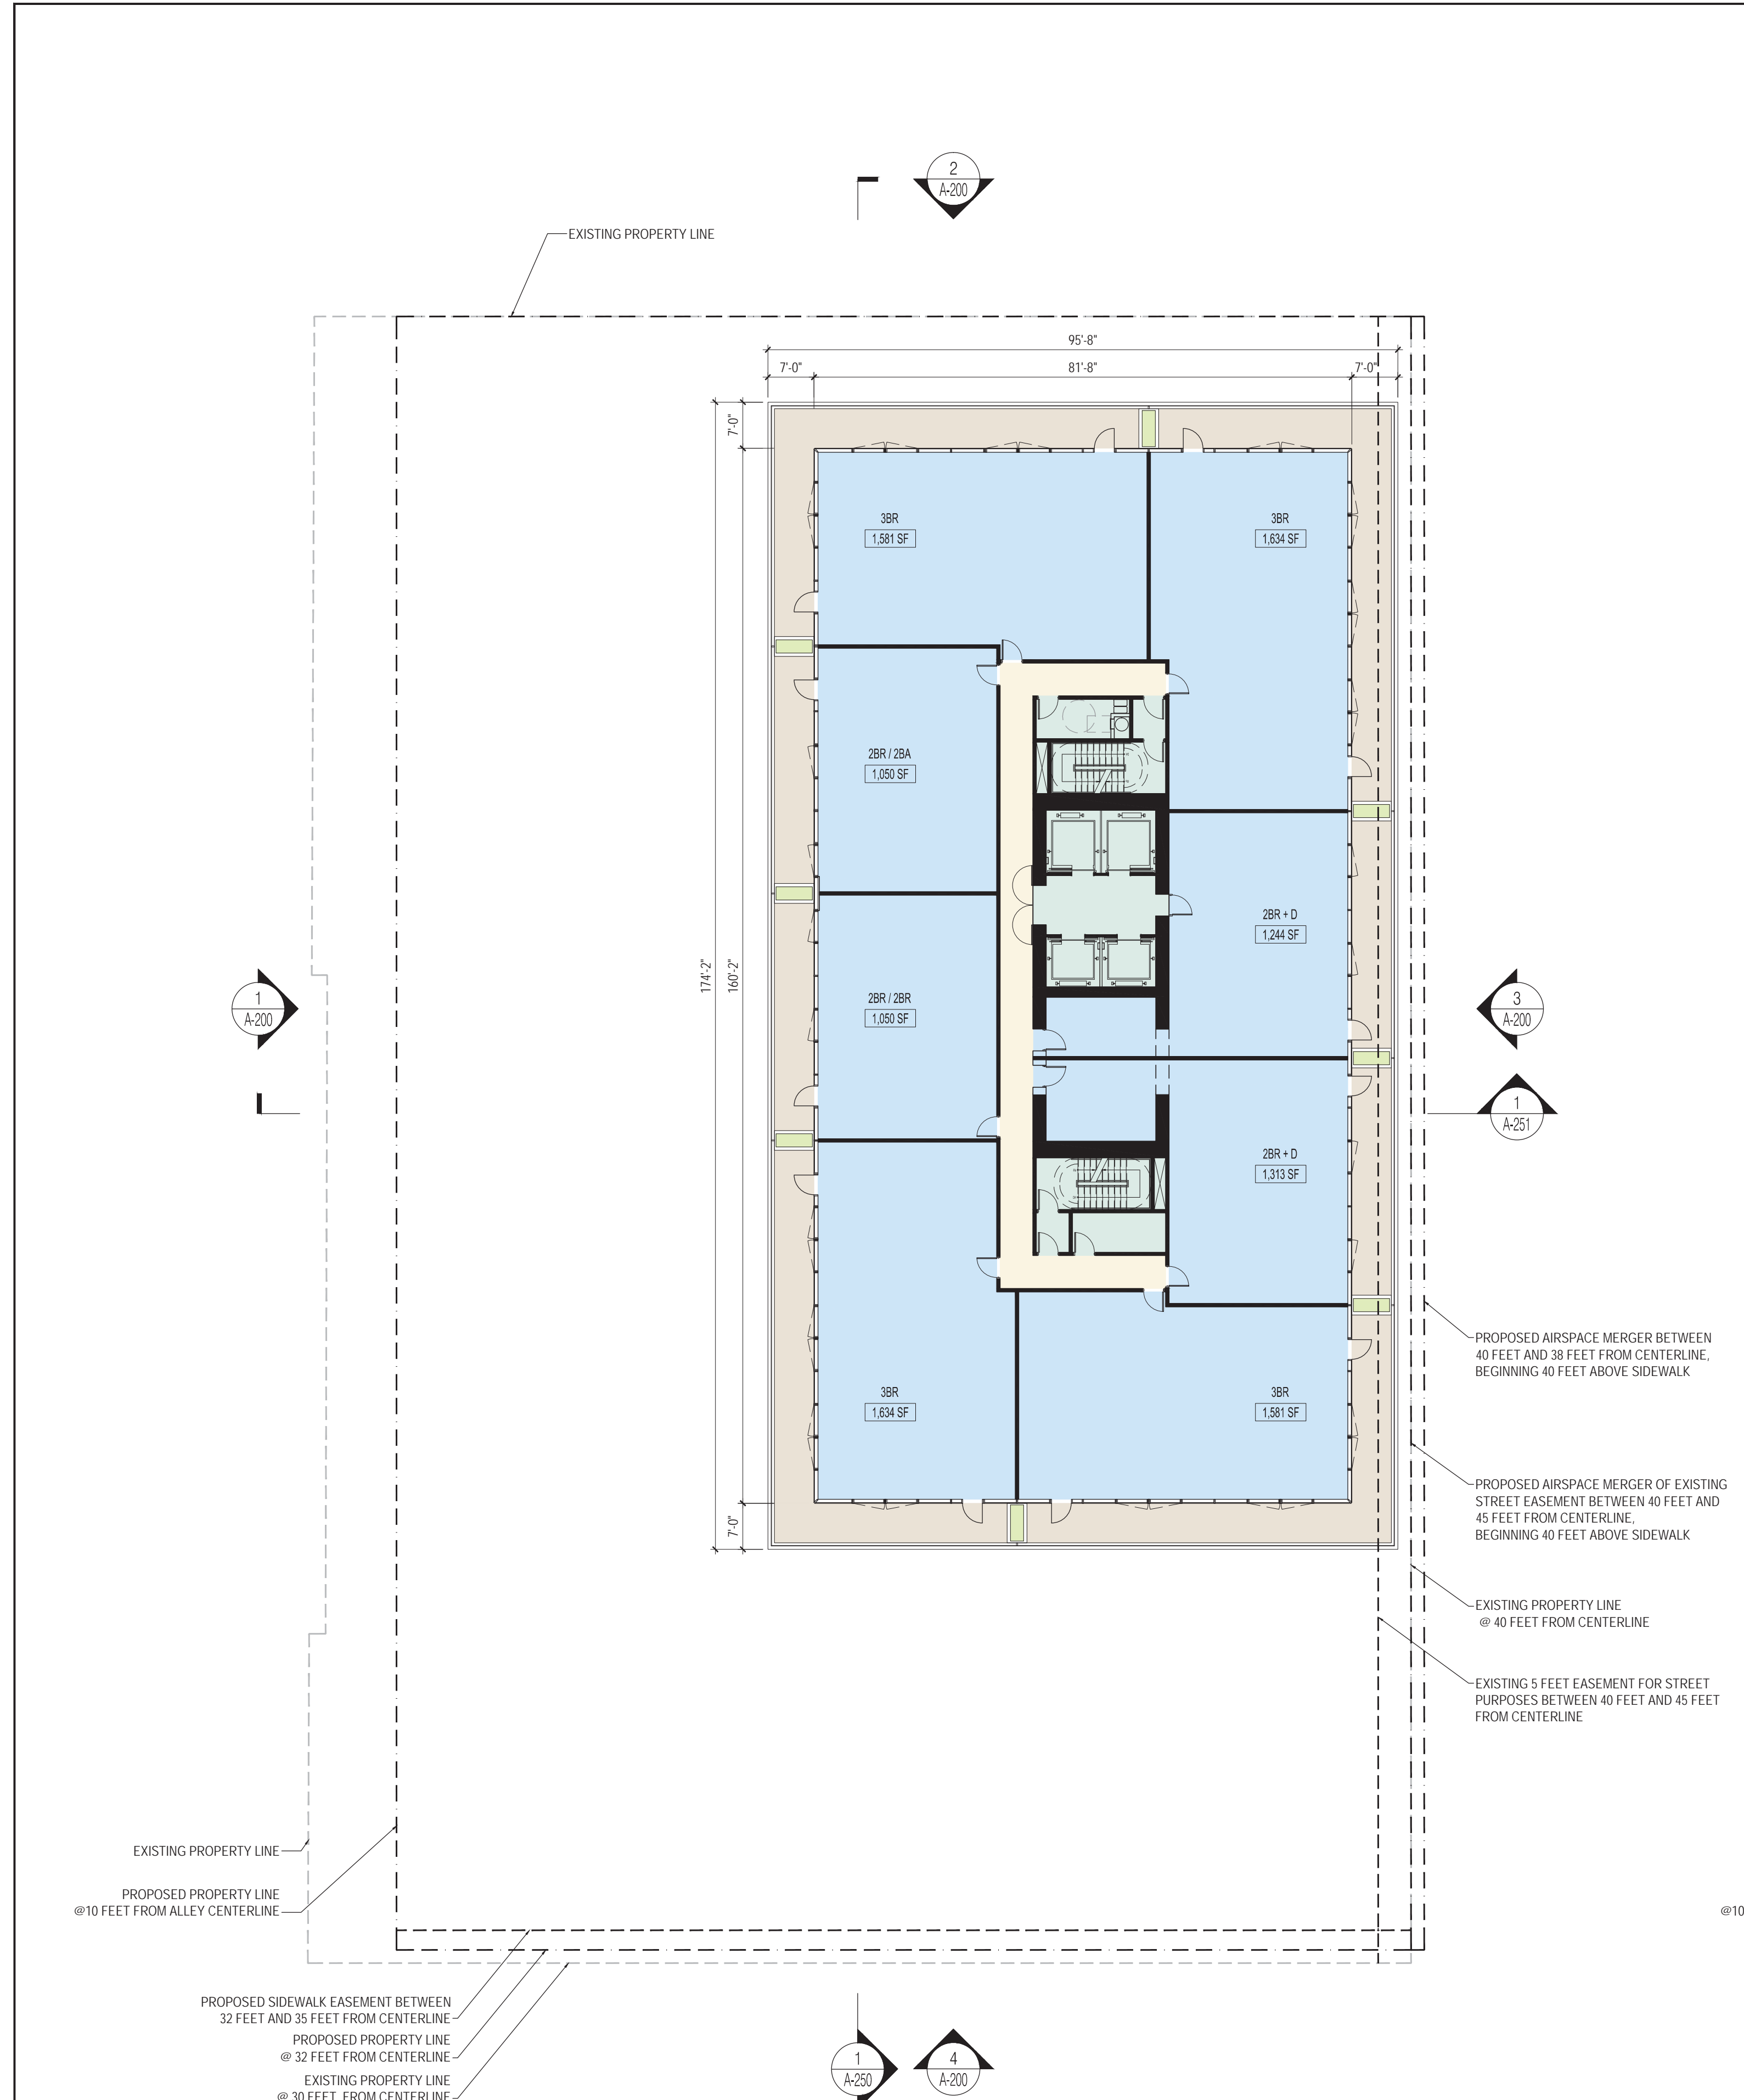 2
A-200
EXISTING PROPERTY LINE
95'-8"
7'-0"
81'-8"
7'-0"
7'-0"
3BR
1,581 SF
3BR
1,634 SF
2BR / 2BA
1,050 SF
2BR + D
1,244 SF
174'-2"
160'-2"
2BR / 2BR
1,050 SF
1
A-200
3
A-200
1
A-251
2BR + D
1,313 SF
PROPOSED AIRSPACE MERGER BETWEEN
40 FEET AND 38 FEET FROM CENTERLINE,
BEGINNING 40 FEET ABOVE SIDEWALK
3BR
1,634 SF
3BR
1,581 SF
PROPOSED AIRSPACE MERGER OF EXISTING
STREET EASEMENT BETWEEN 40 FEET AND
45 FEET FROM CENTERLINE,
BEGINNING 40 FEET ABOVE SIDEWALK
7'-0"
EXISTING PROPERTY LINE
@ 40 FEET FROM CENTERLINE
EXISTING 5 FEET EASEMENT FOR STREET
PURPOSES BETWEEN 40 FEET AND 45 FEET
FROM CENTERLINE
EXISTING PROPERTY LINE
PROPOSED PROPERTY LINE
@10 FEET FROM ALLEY CENTERLINE
@10
PROPOSED SIDEWALK EASEMENT BETWEEN
32 FEET AND 35 FEET FROM CENTERLINE
PROPOSED PROPERTY LINE
@ 32 FEET FROM CENTERLINE
EXISTING PROPERTY LINE
@ 30 FEET FROM CENTERLINE
1
A-250
4
A-200